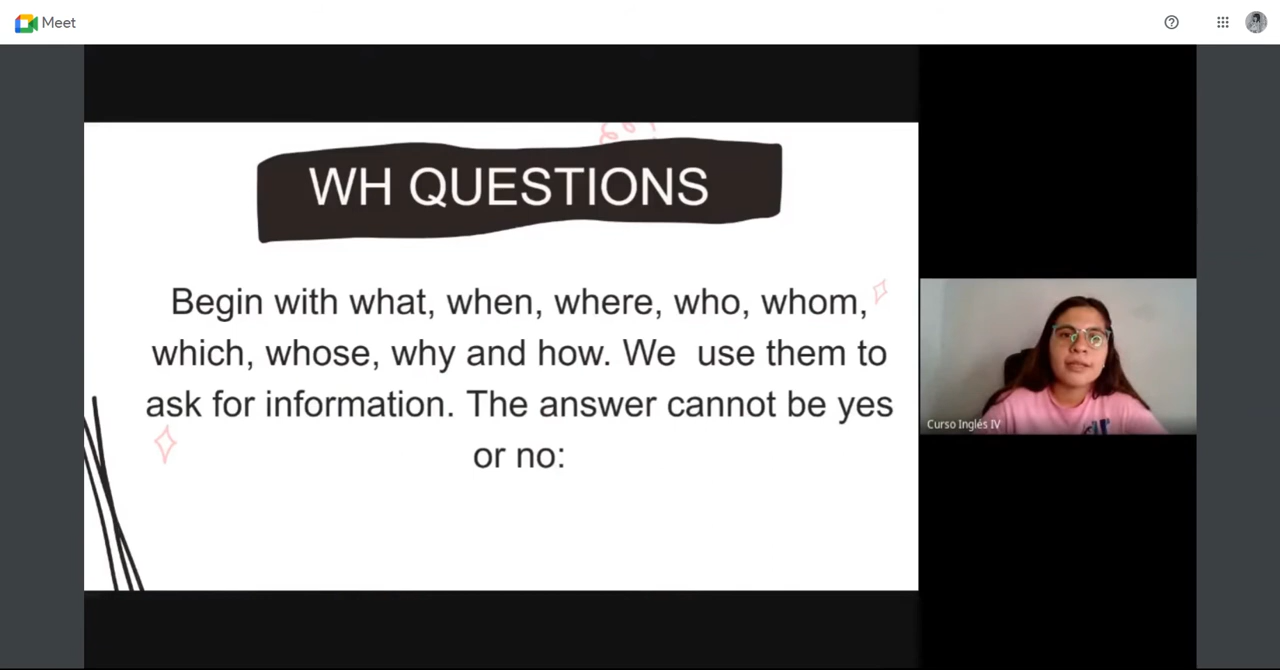 Meet
WH QUESTIONS
Begin with what, when, where, who, whom,
which, whose, why and how. We  use them to
ask for information. The answer cannot be yes
or no:
Curso Inglés IV